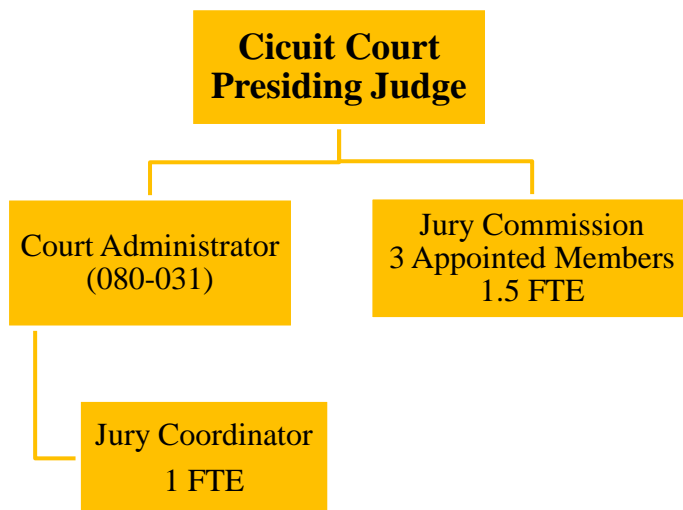 Cicuit Court
Presiding Judge
Court Administrator
(080-031)
Jury Commission
3 Appointed Members
1.5 FTE
Jury Coordinator
1 FTE